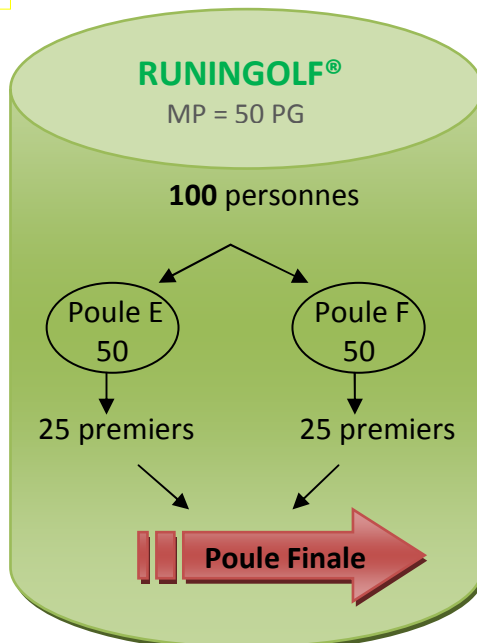 RUNINGOLF®
MP = 50 PG
100 personnes
Poule E
50
Poule F
50
25 premiers
25 premiers
Poule Finale